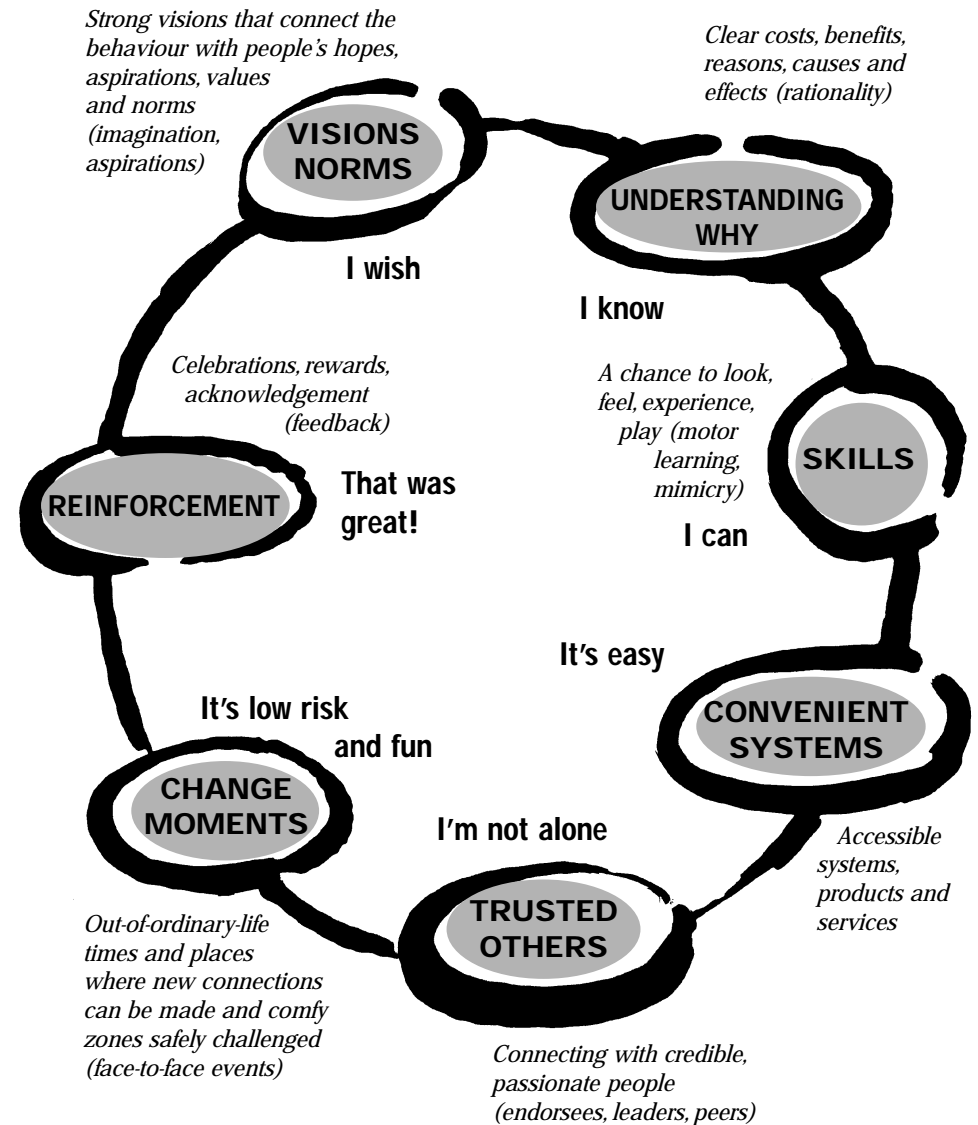 Strong visions that connect the
behaviour with people's hopes,
aspirations, values
and norms
(imagination,
aspirations)
VISIONS
NORMS
I wish
Clear costs, benefits,
reasons, causes and
effects (rationality)
UNDERSTANDING
WHY
I know
A chance to look,
feel, experience,
play (motor
learning,
mimicry)
SKILLS
I can
It's easy
CONVENIENT
SYSTEMS
Accessible
systems,
products and
services
I'm not alone
TRUSTED
OTHERS
Connecting with credible,
passionate people
(endorsees, leaders, peers)
It's low risk
and fun
CHANGE
MOMENTS
Out-of-ordinary-life
times and places
where new connections
can be made and comfy
zones safely challenged
(face-to-face events)
Celebrations, rewards,
acknowledgement
(feedback)
REINFORCEMENT
That was
great!